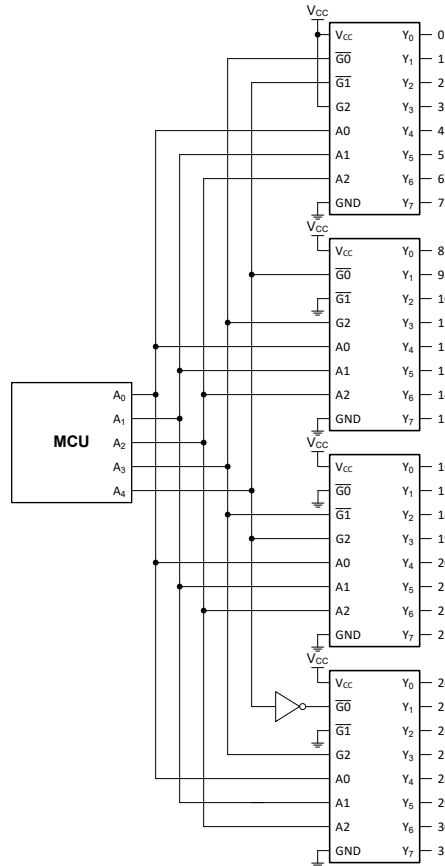 VCC
VCC Y0 0
G0 Y1 1
G1 Y2 2
G2 Y3 3
A0 Y4 4
A1 Y5 5
A2 Y6 6
GND Y7 7
VCC
VCC Y0 8
G0 Y1 9
G1 Y2
G2 Y3
A0 Y4
A1 Y5
A2 Y6
GND Y7
MCU
A0
A1
A2
A3
A4
VCC
VCC Y0
G0 Y1
G1 Y2
G2 Y3
A0 Y4
A1 Y5
A2 Y6
GND Y7
VCC
VCC Y0
G0 Y1
G1 Y2
G2 Y3
A0 Y4
A1 Y5
A2 Y6
GND Y7